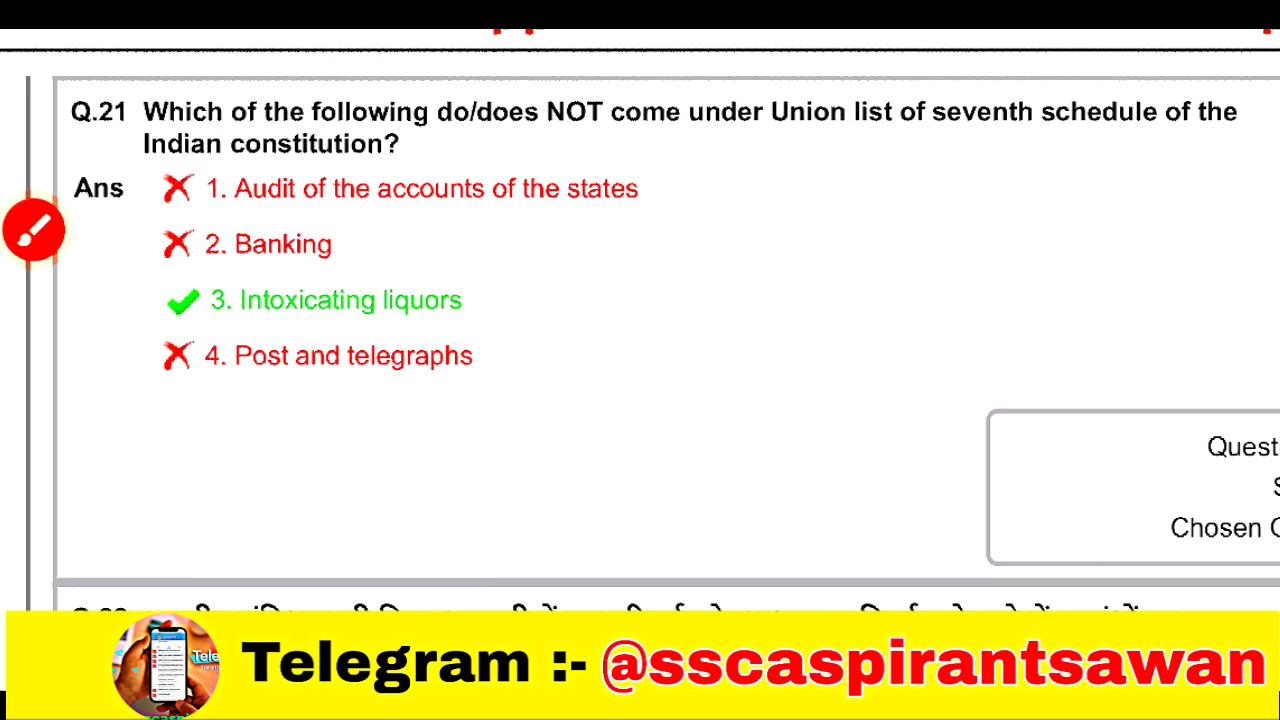 Q.21 Which of the following do/does NOT come under Union list of seventh schedule of the
Indian constitution?
Ans 1. Audit of the accounts of the states
2. Banking
3. Intoxicating liquors
4. Post and telegraphs
Chosen
Telegram :- @sscaspirantsawan